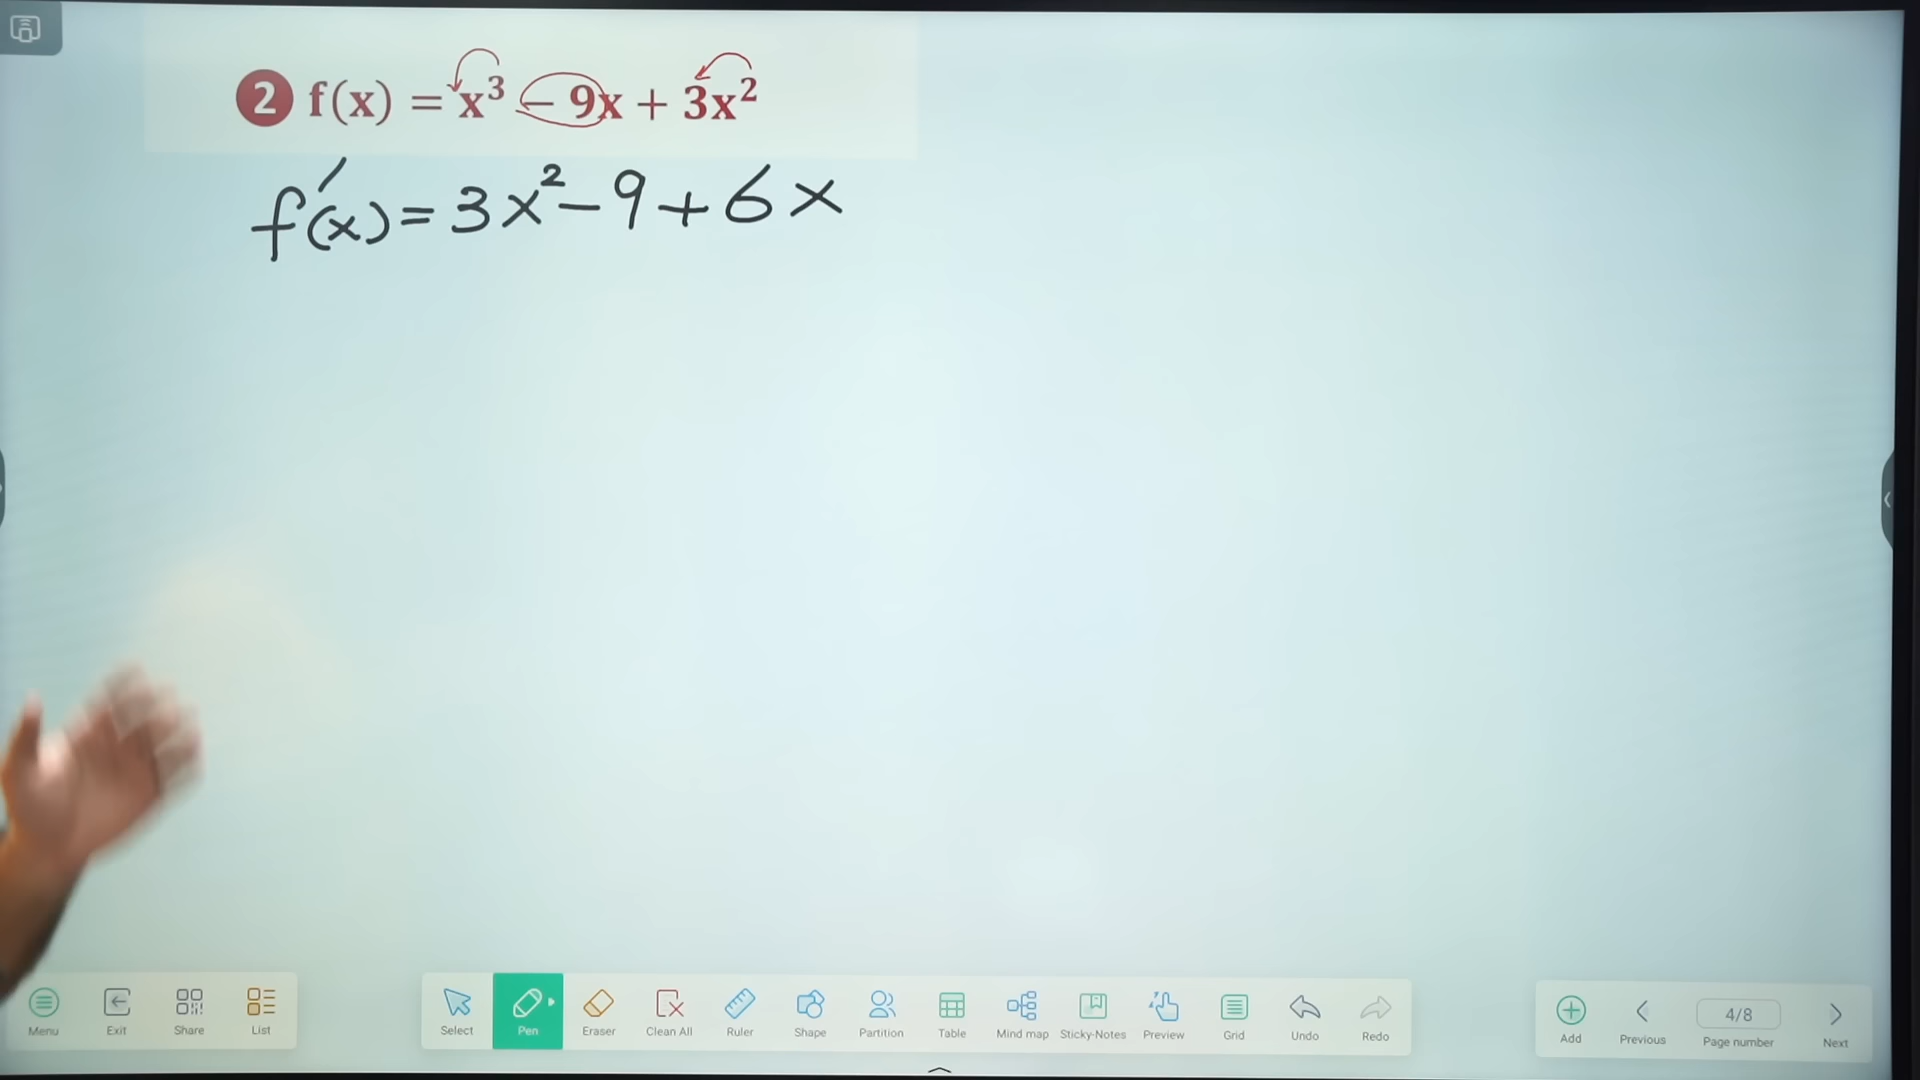 2 f(x) = x³ – 9x + 3x²
f'(x) = 3x² – 9 + 6x
Menu Exit Share List Select Pen Eraser Clean All Ruler Shape Partition Table Mind map Sticky-Notes Preview Grid Undo Redo Add Previous 4/8 Page number Next